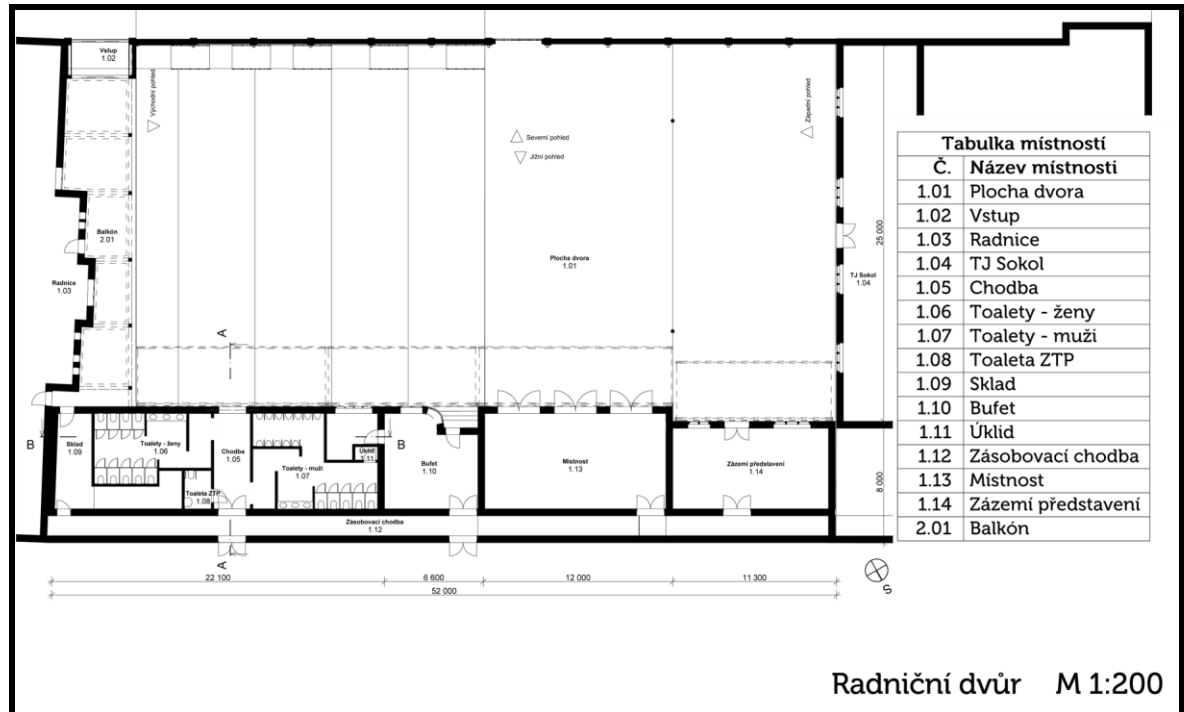 Vstup
1.02
Východní pohled
Západní pohled
Severní pohled
Jižní pohled
Balkón
2.01
Plocha dvora
1.01
Radnice
1.03
TJ Sokol
1.04
25 000
A
B
B
Sklad
1.09
Toalety - ženy
1.06
Chodba
1.05
Toalety - muži
1.07
Úklid
1.11
Toaleta ZTP
1.08
Bufet
1.10
Místnost
1.13
Zázemí představení
1.14
8 000
Zásobovací chodba
1.12
A
22 100
6 600
12 000
11 300
52 000
S
Tabulka místností
Č. Název místnosti
1.01 Plocha dvora
1.02 Vstup
1.03 Radnice
1.04 TJ Sokol
1.05 Chodba
1.06 Toalety - ženy
1.07 Toalety - muži
1.08 Toaleta ZTP
1.09 Sklad
1.10 Bufet
1.11 Úklid
1.12 Zásobovací chodba
1.13 Místnost
1.14 Zázemí představení
2.01 Balkón
Radniční dvůr M 1:200